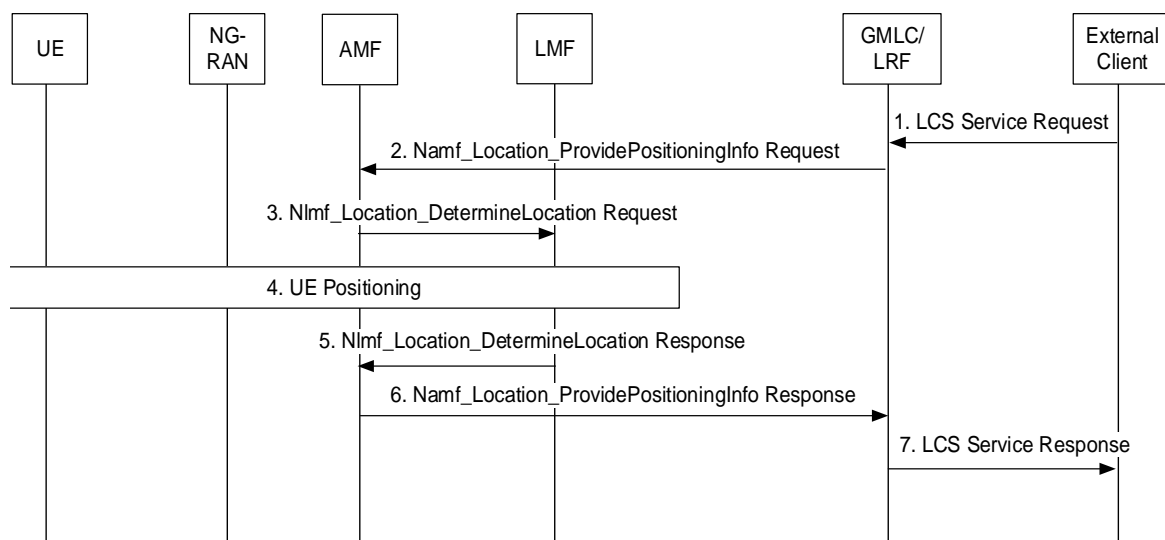 UE
NG-
RAN
AMF
LMF
GMLC/
LRF
External
Client
1. LCS Service Request
2. Namf_Location_ProvidePositioningInfo Request
3. Nlmf_Location_DetermineLocation Request
4. UE Positioning
5. Nlmf_Location_DetermineLocation Response
6. Namf_Location_ProvidePositioningInfo Response
7. LCS Service Response